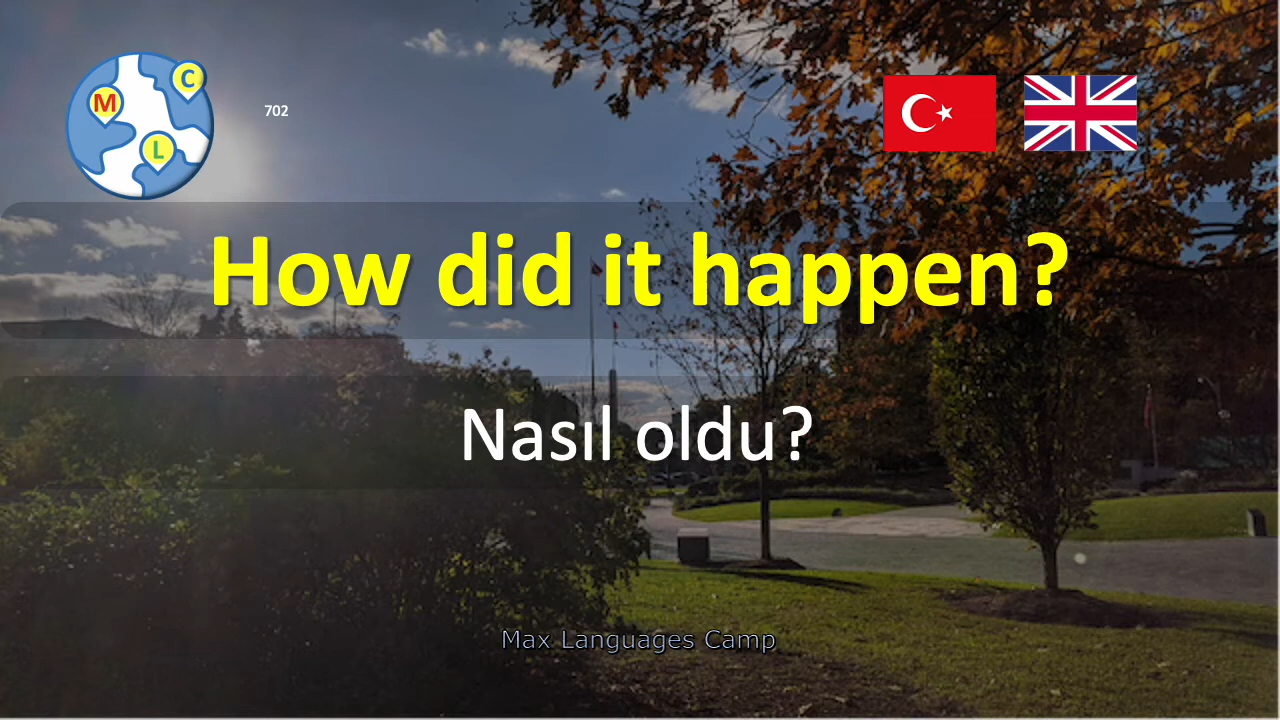 M
C
L
702
How did it happen?
Nasıl oldu?
Max Languages Camp